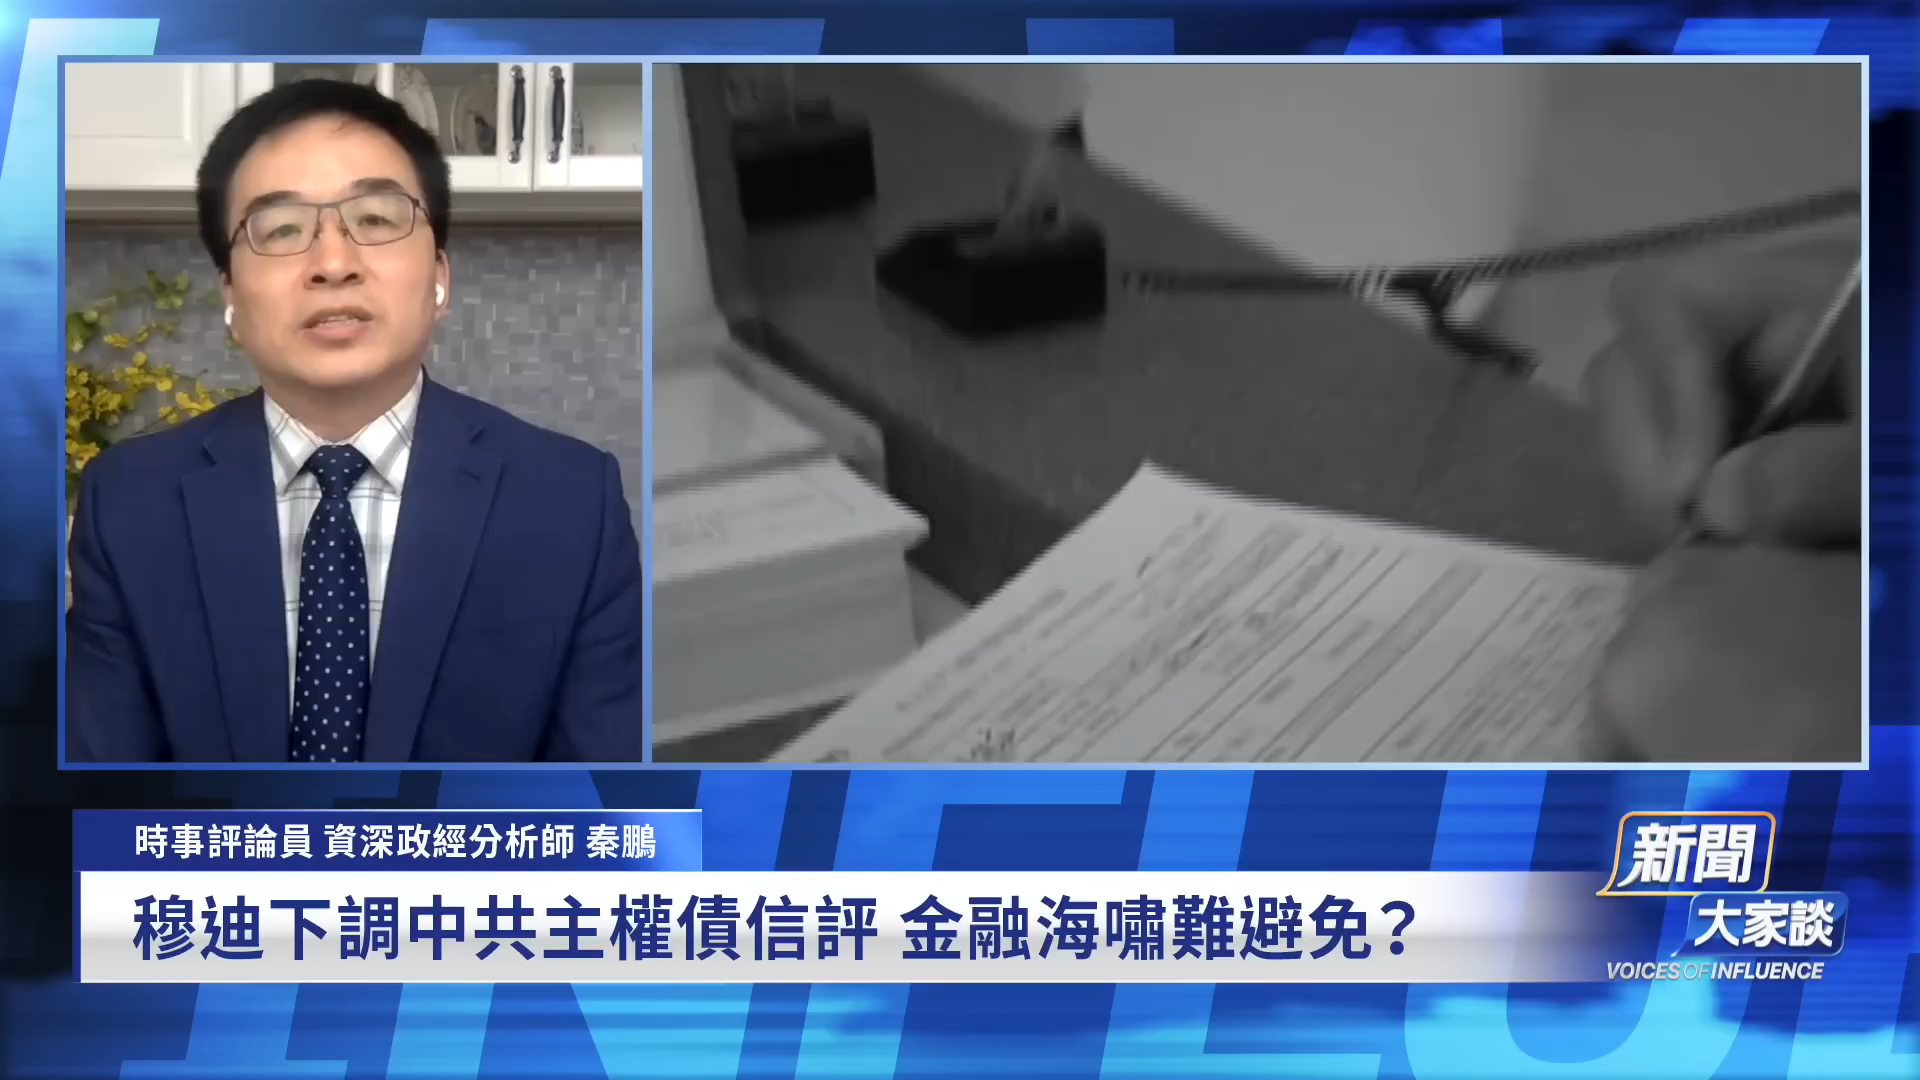 時事評論員 資深政經分析師 秦鵬
穆迪下調中共主權債信評 金融海嘯難避免？
新聞
大家談
VOICES OF INFLUENCE